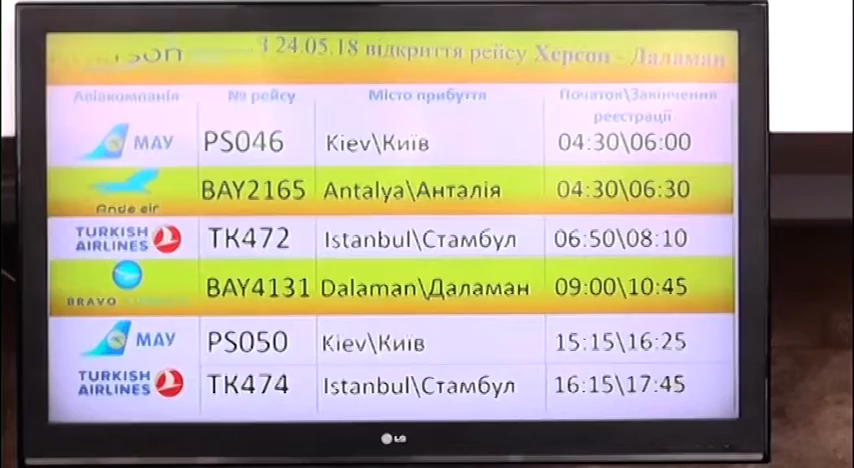 З 24.05.18 відкриття рейсу Херсон - Даламан
Авіакомпанія № рейсу Місто прибуття Початок\Закінчення реєстрації
МАУ PS046 Kiev\Київ 04:30\06:00
Ande eir BAY2165 Antalya\Анталія 04:30\06:30
TURKISH AIRLINES TK472 Istanbul\Стамбул 06:50\08:10
BRAVO BAY4131 Dalaman\Даламан 09:00\10:45
МАУ PS050 Kiev\Київ 15:15\16:25
TURKISH AIRLINES TK474 Istanbul\Стамбул 16:15\17:45
LG